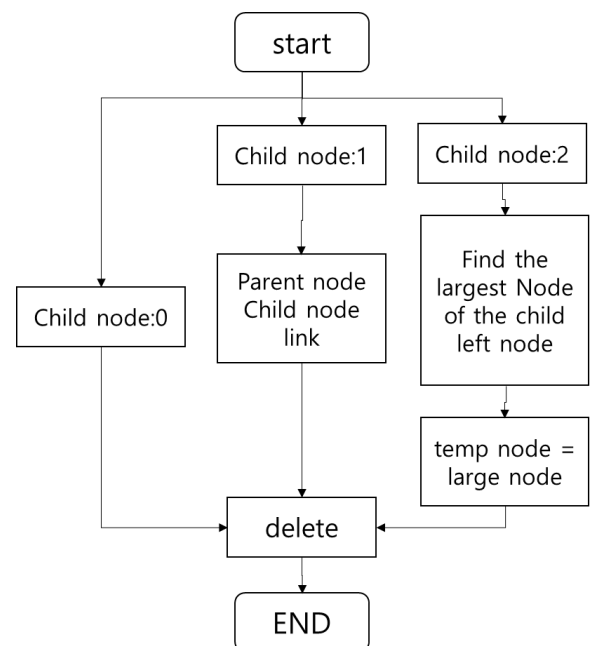 start
Child node:1
Child node:2
Parent node
Child node
link
Find the
largest Node
of the child
left node
Child node:0
temp node =
large node
delete
END